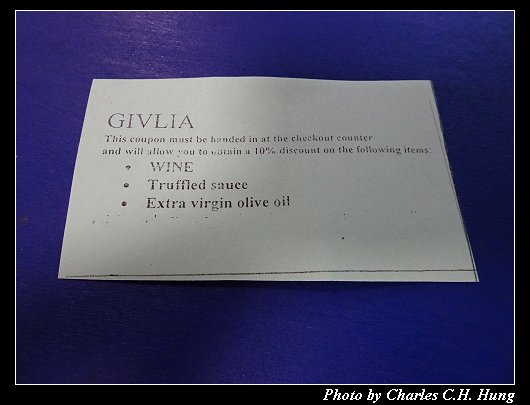 GIVLIA
This coupon must be handed in at the checkout counter
and will allow you to obtain a 10% discount on the following items:
• WINE
• Truffled sauce
• Extra virgin olive oil
Photo by Charles C.H. Hung